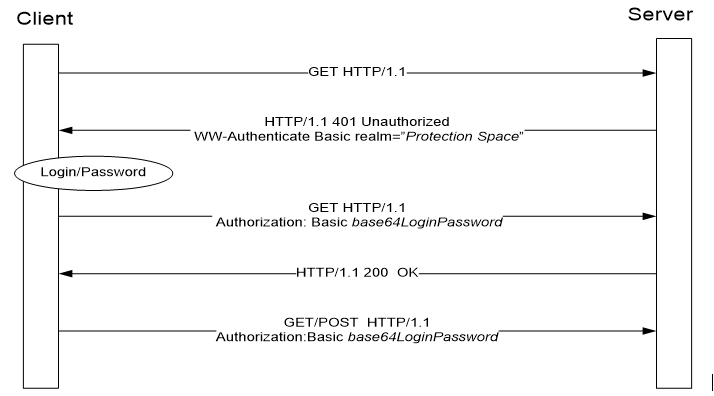 Client
Server
GET HTTP/1.1
HTTP/1.1 401 Unauthorized
WW-Authenticate Basic realm=”Protection Space”
Login/Password
GET HTTP/1.1
Authorization: Basic base64LoginPassword
HTTP/1.1 200  OK
GET/POST  HTTP/1.1
Authorization:Basic base64LoginPassword